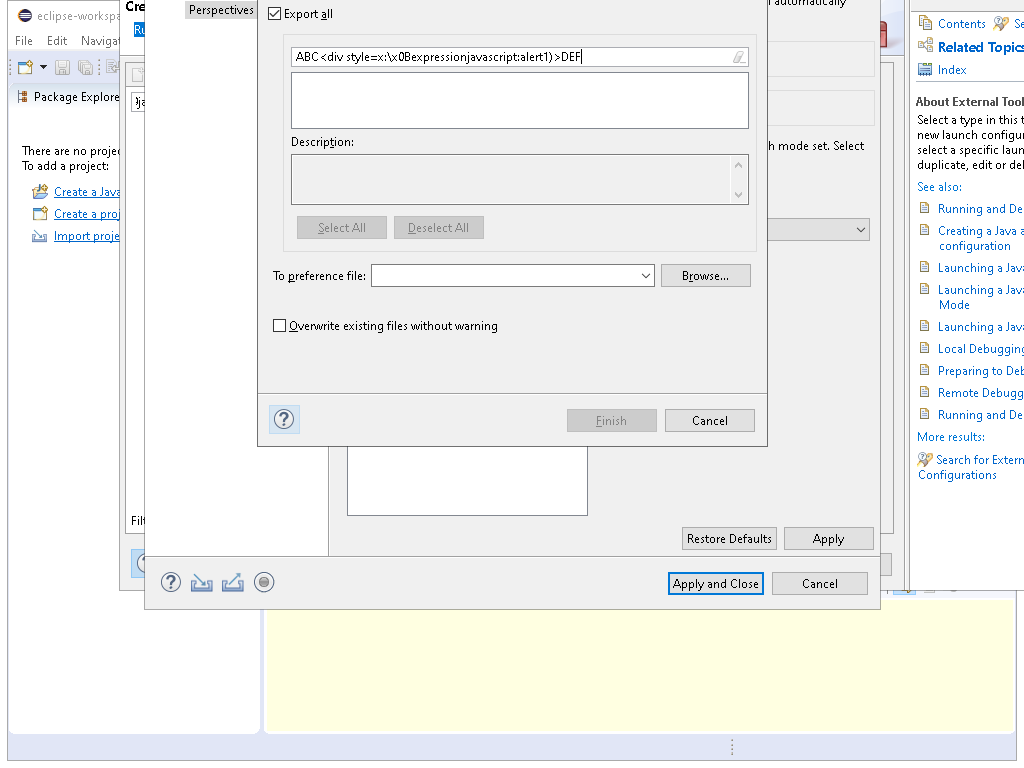 eclipse-workspa
File Edit Navigat
Package Explore
There are no projec
To add a project:
Create a Java
Create a proj
Import proje
Cre
Perspectives
Export all
ABC<div style=x:\x0Bexpressionjavascript:alert1)>DEF
Description:
Select All
Deselect All
To preference file:
Browse...
Overwrite existing files without warning
Finish
Cancel
automatically
h mode set. Select
Restore Defaults
Apply
Apply and Close
Cancel
Filt
Contents
Se
Related Topics
Index
About External Tool
Select a type in this t
new launch configur
select a specific laun
duplicate, edit or del
See also:
Running and De
Creating a Java a
configuration
Launching a Java
Launching a Java
Mode
Launching a Java
Local Debugging
Preparing to Deb
Remote Debugg
Running and De
More results:
Search for Extern
Configurations